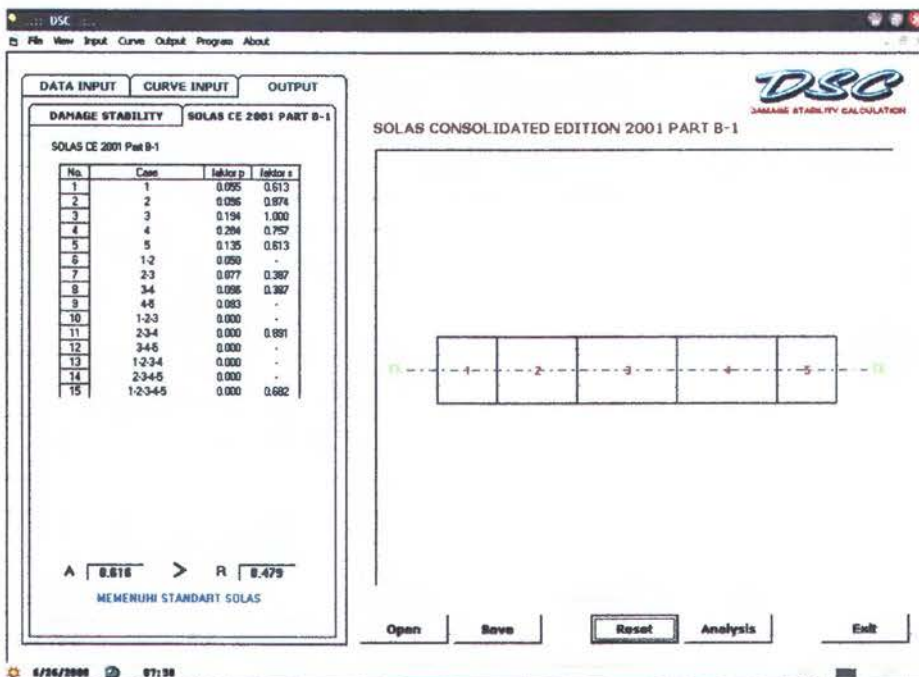 ..:: DSC ::..
File View Input Curve Output Program About
DATA INPUT CURVE INPUT OUTPUT
DAMAGE STABILITY SOLAS CE 2001 PART B-1
SOLAS CE 2001 Part B-1
No. Case faktor p faktor s
1 1 0.055 0.613
2 2 0.096 0.874
3 3 0.194 1.000
4 4 0.204 0.757
5 5 0.135 0.613
6 1-2 0.050 -
7 2-3 0.077 0.387
8 3-4 0.096 0.387
9 4-5 0.093 -
10 1-2-3 0.000 -
11 2-3-4 0.000 0.891
12 3-4-5 0.000 -
13 1-2-3-4 0.000 -
14 2-3-4-5 0.000 -
15 1-2-3-4-5 0.000 0.682
A 0.616 > R 0.479
MEMENUHI STANDART SOLAS
DSC
DAMAGE STABILITY CALCULATION
SOLAS CONSOLIDATED EDITION 2001 PART B-1
1 2 3 4 5
Open Save Reset Analysis Exit
07:38